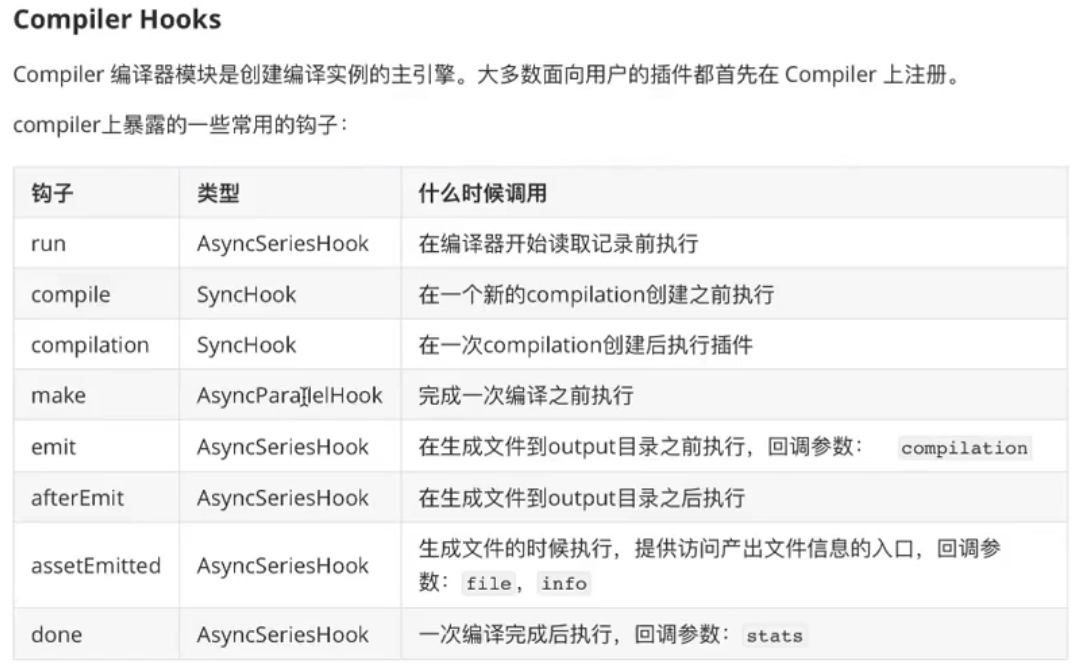 Compiler Hooks
Compiler 编译器模块是创建编译实例的主引擎。大多数面向用户的插件都首先在 Compiler 上注册。
compiler上暴露的一些常用的钩子：
钩子 类型 什么时候调用
run AsyncSeriesHook 在编译器开始读取记录前执行
compile SyncHook 在一个新的compilation创建之前执行
compilation SyncHook 在一次compilation创建后执行插件
make AsyncParallelHook 完成一次编译之前执行
emit AsyncSeriesHook 在生成文件到output目录之前执行，回调参数： compilation
afterEmit AsyncSeriesHook 在生成文件到output目录之后执行
assetEmitted AsyncSeriesHook 生成文件的时候执行，提供访问产出文件信息的入口，回调参
数： file，info
done AsyncSeriesHook 一次编译完成后执行，回调参数：stats